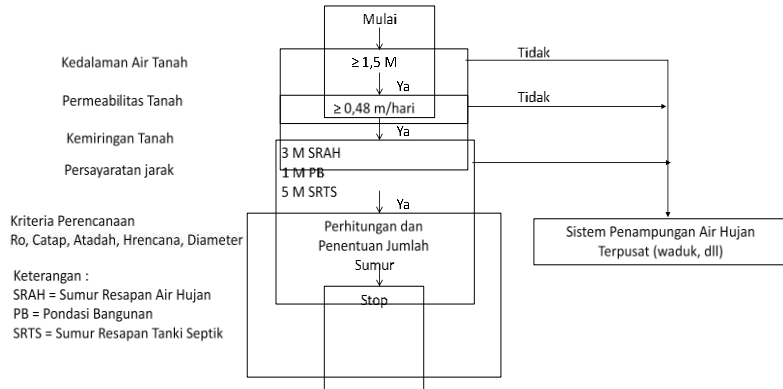 Mulai
Kedalaman Air Tanah
≥ 1,5 M
Tidak
Ya
Permeabilitas Tanah
≥ 0,48 m/hari
Tidak
Ya
Kemiringan Tanah
Persayaratan jarak
3 M SRAH
1 M PB
5 M SRTS
Ya
Kriteria Perencanaan
Ro, Catap, Atadah, Hrencana, Diameter
Perhitungan dan
Penentuan Jumlah
Sumur
Sistem Penampungan Air Hujan
Terpusat (waduk, dll)
Stop
Keterangan :
SRAH = Sumur Resapan Air Hujan
PB = Pondasi Bangunan
SRTS = Sumur Resapan Tanki Septik